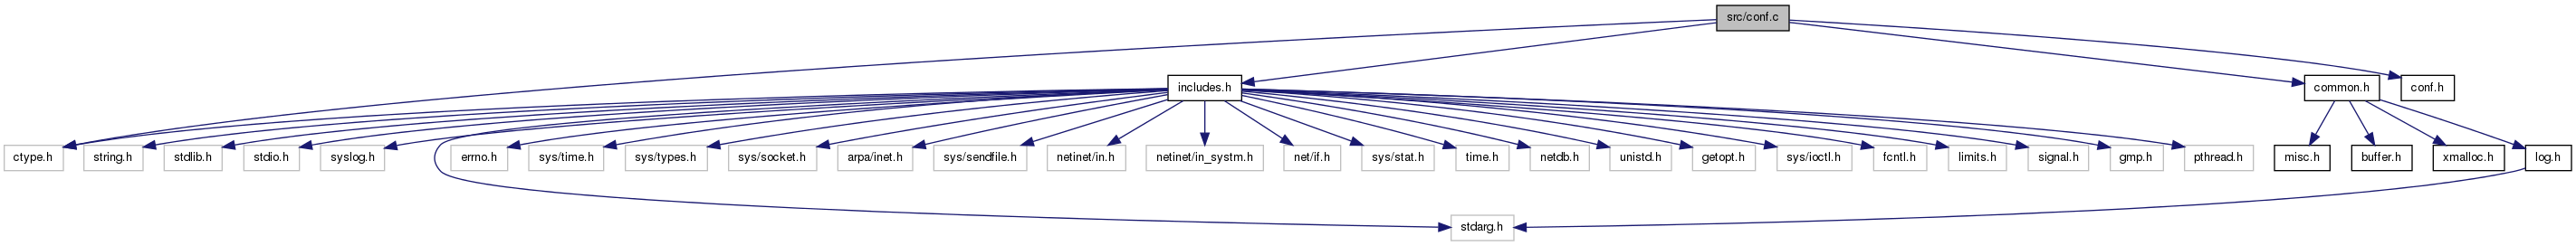 src/conf.c
includes.h
common.h
conf.h
ctype.h
string.h
stdlib.h
stdio.h
syslog.h
errno.h
sys/time.h
sys/types.h
sys/socket.h
arpa/inet.h
sys/sendfile.h
netinet/in.h
netinet/in_systm.h
net/if.h
sys/stat.h
time.h
netdb.h
unistd.h
getopt.h
sys/ioctl.h
fcntl.h
limits.h
signal.h
gmp.h
pthread.h
misc.h
buffer.h
xmalloc.h
log.h
stdarg.h